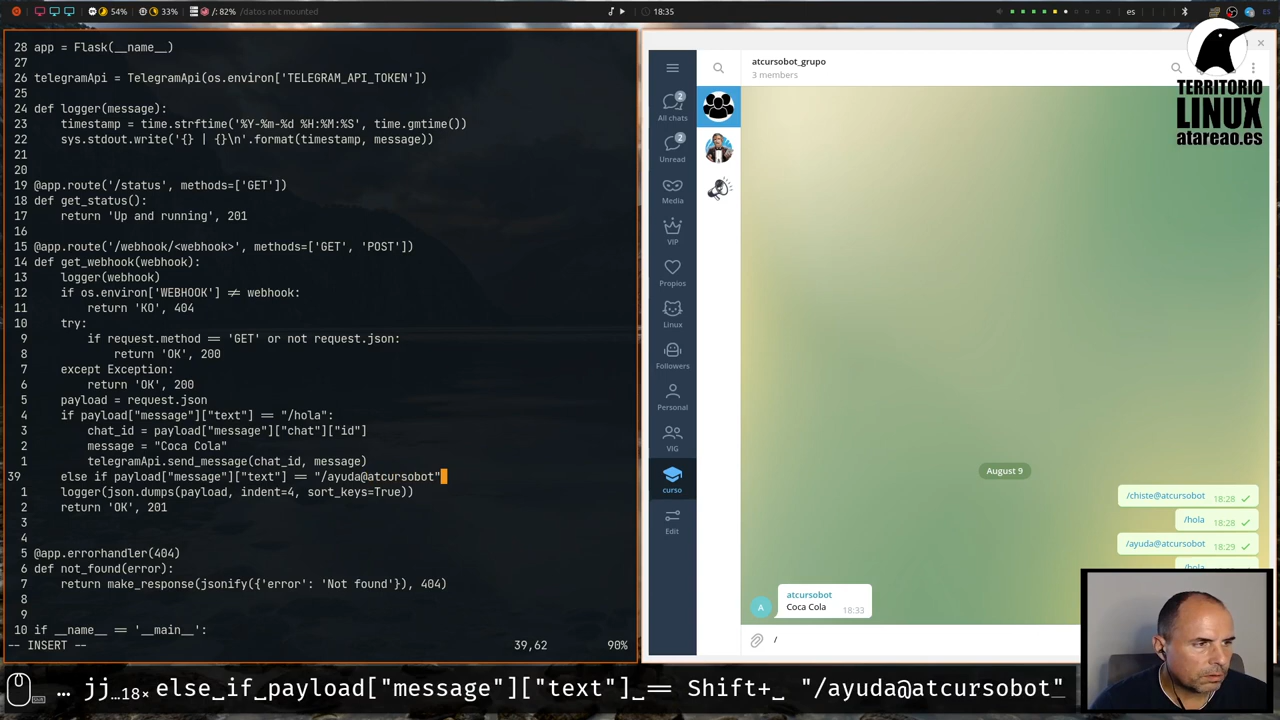 54% 33% /: 82% /datos not mounted
18:35
es
ES
28 app = Flask(__name__)
27
26 telegramApi = TelegramApi(os.environ['TELEGRAM_API_TOKEN'])
25
24 def logger(message):
23 timestamp = time.strftime('%Y-%m-%d %H:%M:%S', time.gmtime())
22 sys.stdout.write('{} | {}\n'.format(timestamp, message))
21
20
19 @app.route('/status', methods=['GET'])
18 def get_status():
17 return 'Up and running', 201
16
15 @app.route('/webhook/<webhook>', methods=['GET', 'POST'])
14 def get_webhook(webhook):
13 logger(webhook)
12 if os.environ['WEBHOOK'] ≠ webhook:
11 return 'KO', 404
10 try:
9 if request.method == 'GET' or not request.json:
8 return 'OK', 200
7 except Exception:
6 return 'OK', 200
5 payload = request.json
4 if payload["message"]["text"] == "/hola":
3 chat_id = payload["message"]["chat"]["id"]
2 message = "Coca Cola"
1 telegramApi.send_message(chat_id, message)
39 else if payload["message"]["text"] == "/ayuda@atcursobot"
1 logger(json.dumps(payload, indent=4, sort_keys=True))
2 return 'OK', 201
3
4
5 @app.errorhandler(404)
6 def not_found(error):
7 return make_response(jsonify({'error': 'Not found'}), 404)
8
9
10 if __name__ == '__main__':
-- INSERT -- 39,62 90%
2
All chats
2
Unread
Media
VIP
Propios
Linux
Followers
Personal
VIG
curso
Edit
atcursobot_grupo
3 members
TERRITORIO
LINUX
atareao.es
August 9
/chiste@atcursobot 18:28
/hola 18:28
/ayuda@atcursobot 18:29
/hola
A
atcursobot
Coca Cola 18:33
/
… jj…18× else_if_payload["message"]["text"]_== Shift+_ "/ayuda@atcursobot"